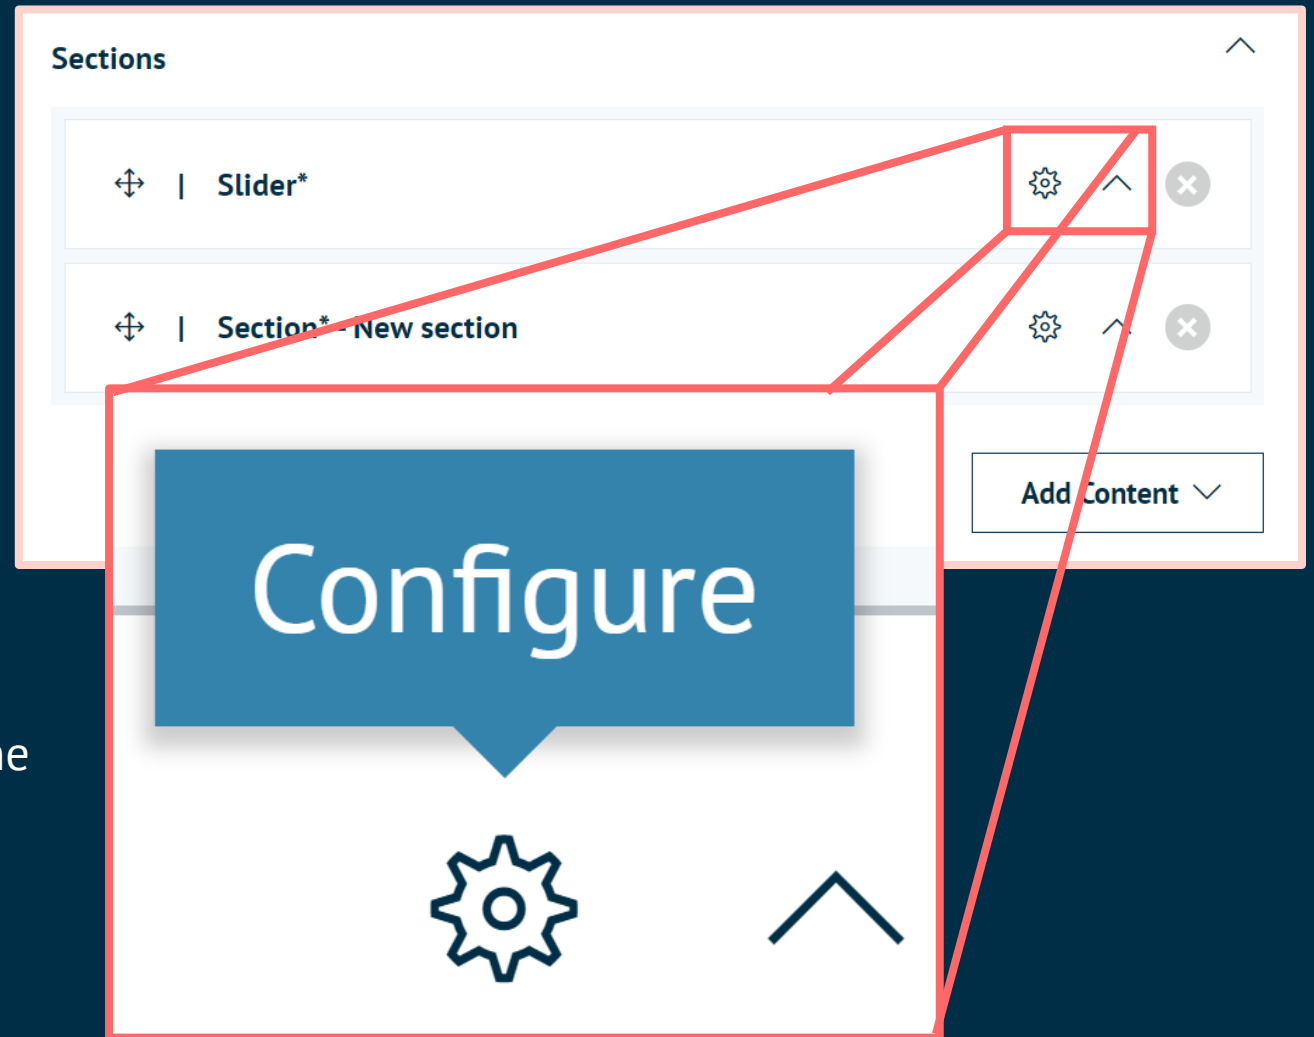 Sections
| Slider*
| Section* - New section
Add Content
Configure